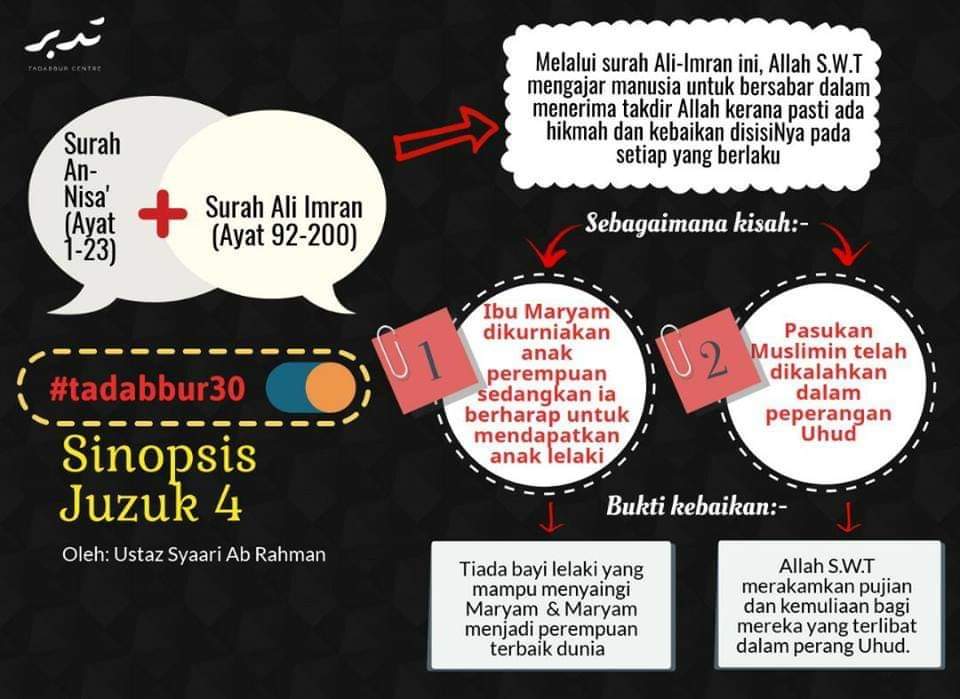 تدبر
TADABBUR CENTRE
Surah
An-
Nisa'
(Ayat
1-23)
Surah Ali Imran
(Ayat 92-200)
Melalui surah Ali-Imran ini, Allah S.W.T
mengajar manusia untuk bersabar dalam
menerima takdir Allah kerana pasti ada
hikmah dan kebaikan disisiNya pada
setiap yang berlaku
Sebagaimana kisah:-
1
Ibu Maryam
dikurniakan
anak
perempuan
sedangkan ia
berharap untuk
mendapatkan
anak lelaki
2
Pasukan
Muslimin telah
dikalahkan
dalam
peperangan
Uhud
#tadabbur30
Sinopsis
Juzuk 4
Oleh: Ustaz Syaari Ab Rahman
Bukti kebaikan:-
Tiada bayi lelaki yang
mampu menyaingi
Maryam & Maryam
menjadi perempuan
terbaik dunia
Allah S.W.T
merakamkan pujian
dan kemuliaan bagi
mereka yang terlibat
dalam perang Uhud.